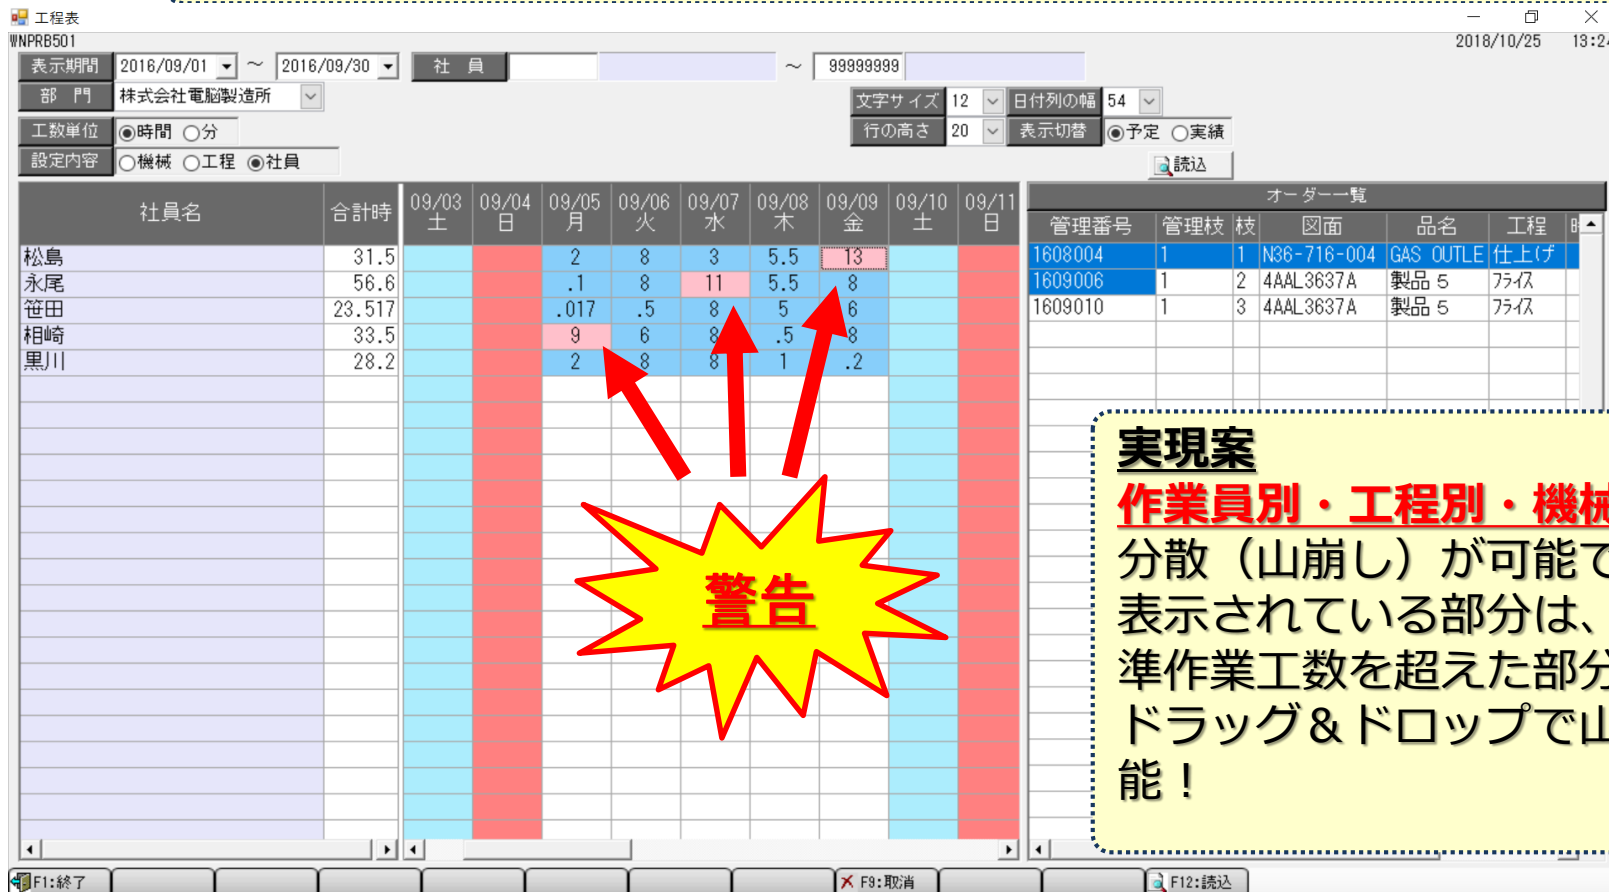 工程表
WNPRB501
2018/10/25 13:24
表示期間 2016/09/01 ～ 2016/09/30 社 員 ～ 99999999
部 門 株式会社電脳製造所
文字サイズ 12 日付列の幅 54
工数単位 時間 分
行の高さ 20 表示切替 予定 実績
設定内容 機械 工程 社員
読込
社員名 合計時 09/03 土 09/04 日 09/05 月 09/06 火 09/07 水 09/08 木 09/09 金 09/10 土 09/11 日
松島 31.5 2 8 3 5.5 13
永尾 56.6 .1 8 11 5.5 8
笹田 23.517 .017 .5 8 5 6
相崎 33.5 9 6 8 .5 8
黒川 28.2 2 8 8 1 .2
オーダー一覧
管理番号 管理枝 枝 図面 品名 工程
1608004 1 1 N36-716-004 GAS OUTLE 仕上げ
1609006 1 2 4AAL3637A 製品５ ﾌﾗｲｽ
1609010 1 3 4AAL3637A 製品５ ﾌﾗｲｽ
警告
実現案
作業員別・工程別・機械
分散（山崩し）が可能で
表示されている部分は、
準作業工数を超えた部分
ドラッグ＆ドロップで山
能！
F1:終了 F9:取消 F12:読込